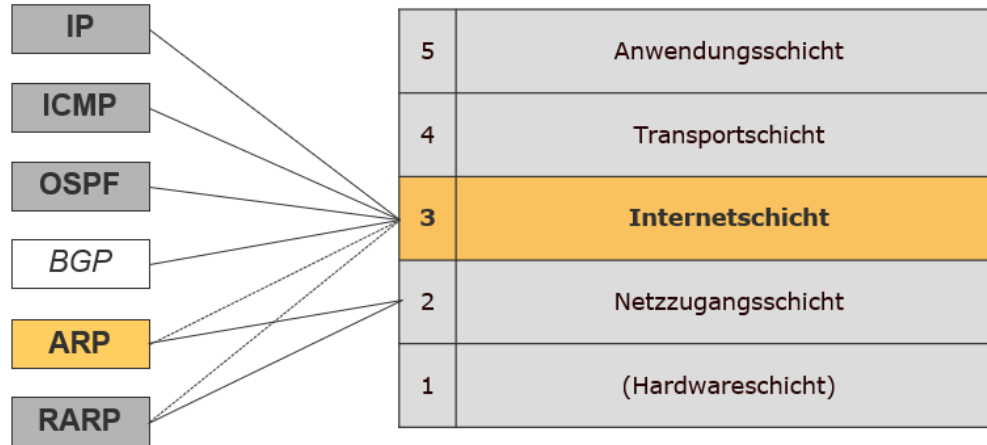 IP
ICMP
OSPF
BGP
ARP
RARP
5 Anwendungsschicht
4 Transportschicht
3 Internetschicht
2 Netzzugangsschicht
1 (Hardwareschicht)